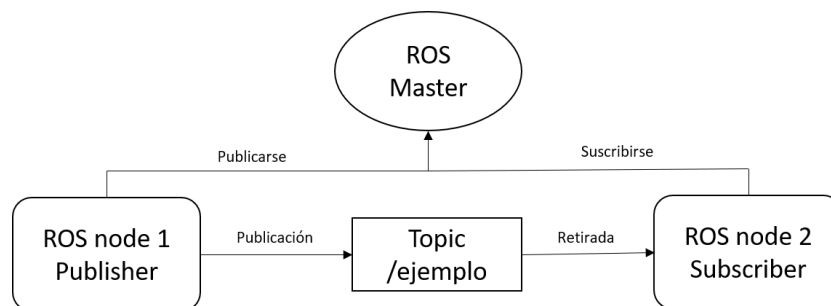 ROS
Master
Publicarse
Suscribirse
ROS node 1
Publisher
Publicación
Topic
/ejemplo
Retirada
ROS node 2
Subscriber